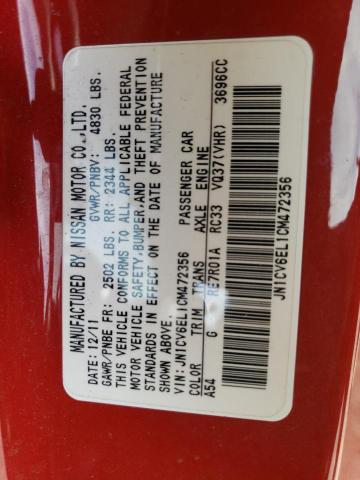 MANUFACTURED BY NISSAN MOTOR CO.,LTD.
12/11 GVWR/PNBV: 4830 LBS.
GAWR/PNBE FR: 2502 LBS. RR: 2344 LBS.
THIS VEHICLE CONFORMS TO ALL APPLICABLE FEDERAL
MOTOR VEHICLE SAFETY,BUMPER,AND THEFT PREVENTION
STANDARDS IN EFFECT ON THE DATE OF MANUFACTURE
SHOWN ABOVE.
VIN:JN1CV6EL1CM472356 PASSENGER CAR
COLOR TRIM TRANS AXLE ENGINE
A54 G RE7R01A RC33 VQ37(VHR) 3696CC
JN1CV6EL1CM472356